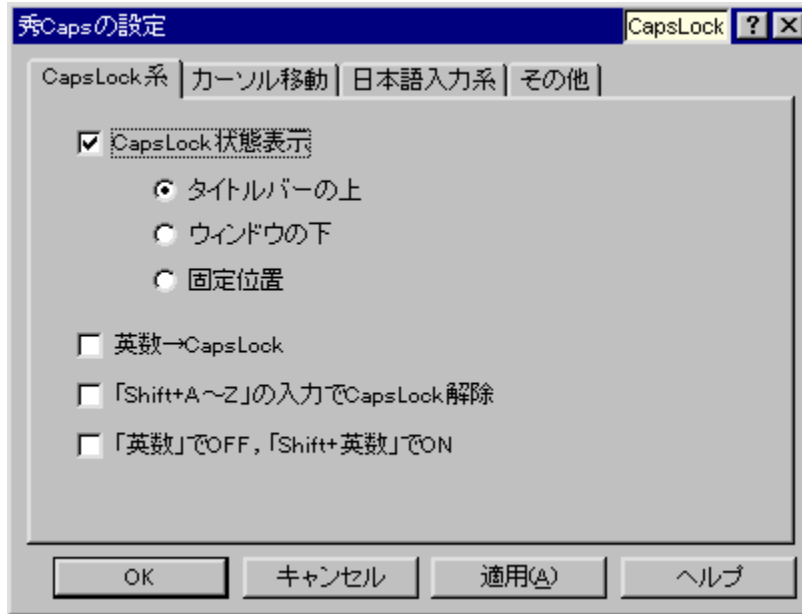 秀Capsの設定 CapsLock ? ×
CapsLock系 カーソル移動 日本語入力系 その他
CapsLock状態表示
タイトルバーの上
ウィンドウの下
固定位置
英数→CapsLock
「Shift+A～Z」の入力でCapsLock解除
「英数」でOFF,「Shift+英数」でON
OK キャンセル 適用(A) ヘルプ